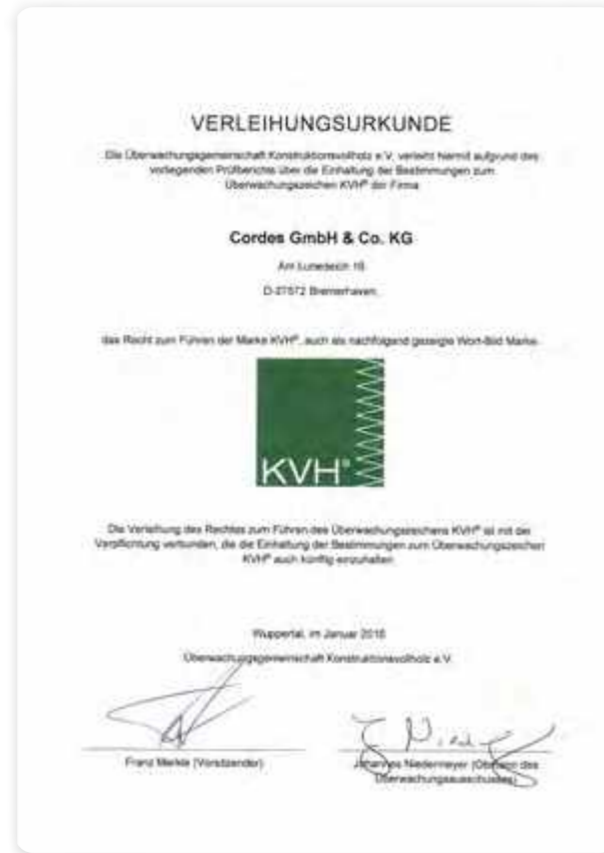 VERLEIHUNGSURKUNDE
Die Überwachungsgemeinschaft Konstruktionsvollholz e.V. verleiht hiermit aufgrund des
vorliegenden Prüfberichts über die Einhaltung der Bestimmungen zum
Überwachungszeichen KVH® der Firma
Cordes GmbH & Co. KG
Am Lunedeich
D-27572 Bremerhaven,
das Recht zum Führen der Marke KVH®, auch als nachfolgend gezeigte Wort-Bild Marke.
KVH®
Die Verleihung des Rechtes zum Führen des Überwachungszeichens KVH® ist mit der
Verpflichtung verbunden, die die Einhaltung der Bestimmungen zum Überwachungszeichen
KVH® auch künftig einzuhalten.
Wuppertal, im Januar
Überwachungsgemeinschaft Konstruktionsvollholz e.V.
Franz Merkle (Vorsitzender)
Johannes Niedermeyer (Obmann des
Überwachungsausschusses)